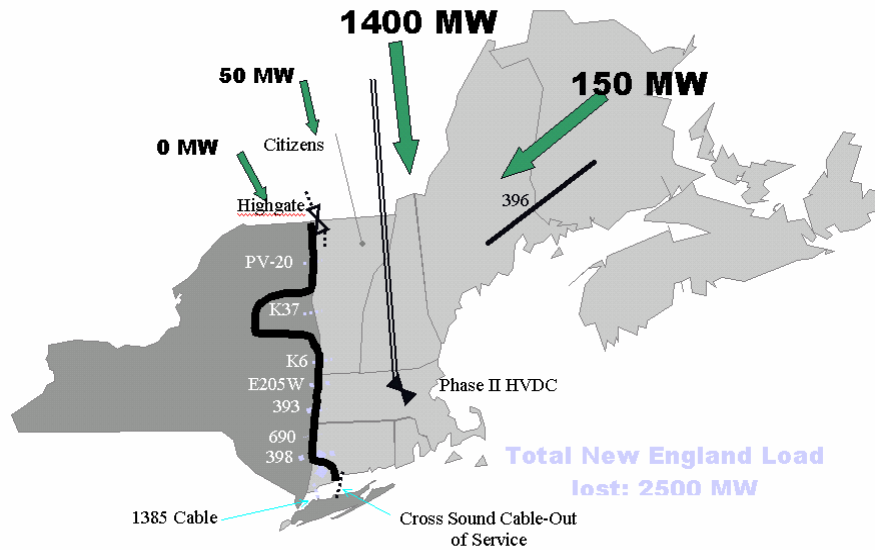 1400 MW
50 MW
150 MW
0 MW
Citizens
Highgate
396
PV-20
K37
K6
E205W
Phase II HVDC
393
690
398
Total New England Load
lost: 2500 MW
1385 Cable
Cross Sound Cable-Out
of Service